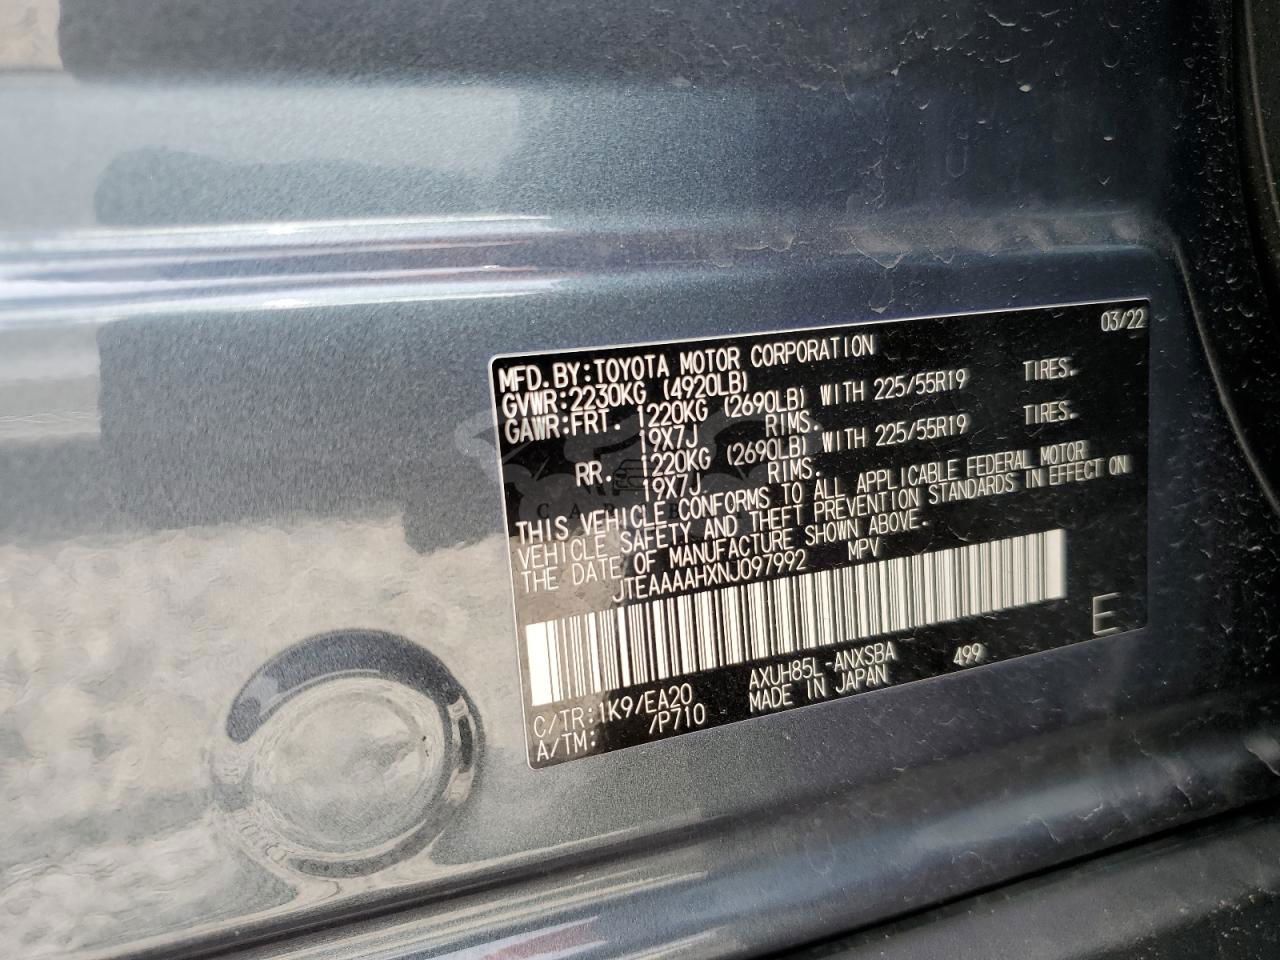 03/22
MFD.BY:TOYOTA MOTOR CORPORATION
GVWR:2230KG (4920LB)
GAWR:FRT. 1220KG (2690LB) WITH 225/55R19 TIRES.
19X7J RIMS.
RR. 1220KG (2690LB) WITH 225/55R19 TIRES.
19X7J RIMS.
THIS VEHICLE CONFORMS TO ALL APPLICABLE FEDERAL MOTOR
VEHICLE SAFETY AND THEFT PREVENTION STANDARDS IN EFFECT ON
THE DATE OF MANUFACTURE SHOWN ABOVE.
JTEAAAAHXNJ097992 MPV
E
C/TR:1K9/EA20 AXUH85L-ANXSBA 499
A/TM: /P710 MADE IN JAPAN